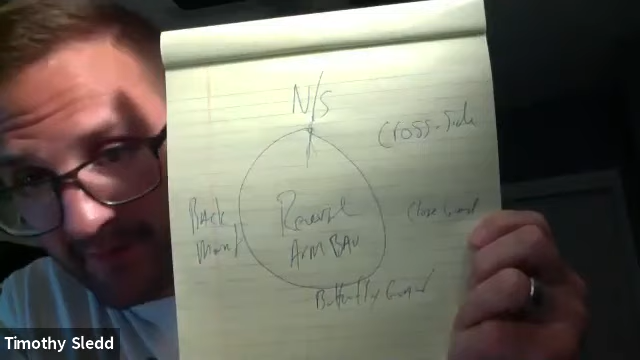 N/S
Cross-Side
Close Guard
Back
Mount
Reverse
Arm BAr
Butterfly Guard
Timothy Sledd